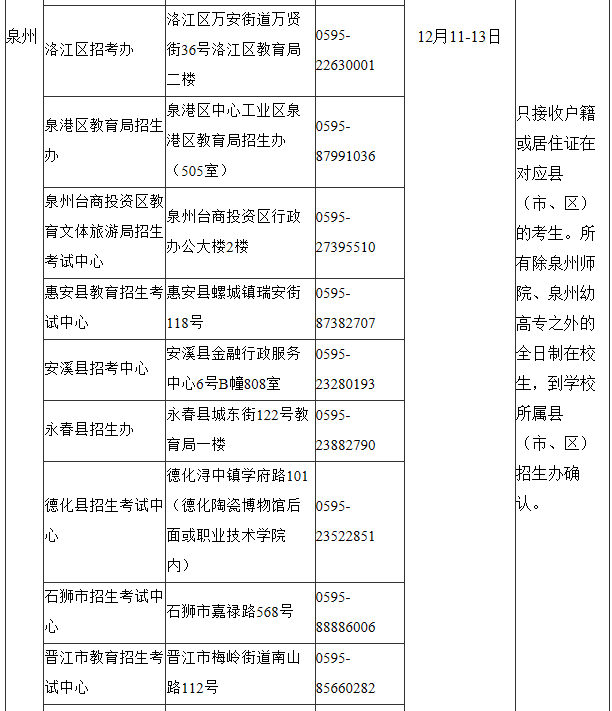 泉州
洛江区招考办
洛江区万安街道万贤
街36号洛江区教育局
二楼
0595-
22630001
12月11-13日
泉港区教育局招生
办
泉港区中心工业区泉
港区教育局招生办
（505室）
0595-
87991036
泉州台商投资区教
育文体旅游局招生
考试中心
泉州台商投资区行政
办公大楼2楼
0595-
27395510
惠安县教育招生考
试中心
惠安县螺城镇瑞安街
118号
0595-
87382707
安溪县招考中心
安溪县金融行政服务
中心6号B幢808室
0595-
23280193
永春县招生办
永春县城东街122号教
育局一楼
0595-
23882790
德化县招生考试中
心
德化浔中镇学府路101
（德化陶瓷博物馆后
面或职业技术学院
内）
0595-
23522851
石狮市招生考试中
心
石狮市嘉禄路568号
0595-
88886006
晋江市教育招生考
试中心
晋江市梅岭街道南山
路112号
0595-
85660282
只接收户籍
或居住证在
对应县
（市、区）
的考生。所
有除泉州师
院、泉州幼
高专之外的
全日制在校
生，到学校
所属县
（市、区）
招生办确
认。